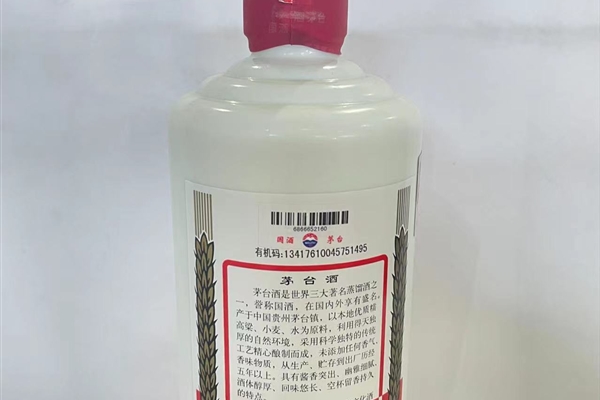 6866652160
國酒 茅台
有机码:13417610045751495
茅台酒
茅台酒是世界三大著名蒸馏酒之
一，誉称国酒，在国内外享有盛名，
产于中国贵州茅台镇，以本地优质糯
高粱、小麦、水为原料，利用得天独
厚的自然环境，采用科学独特的传统
工艺精心酿制而成，未添加任何香气、
香味物质，从生产、贮存到出厂历经
五年以上。具有酱香突出、幽雅细腻、
酒体醇厚、回味悠长、空杯留香持久
的特点。